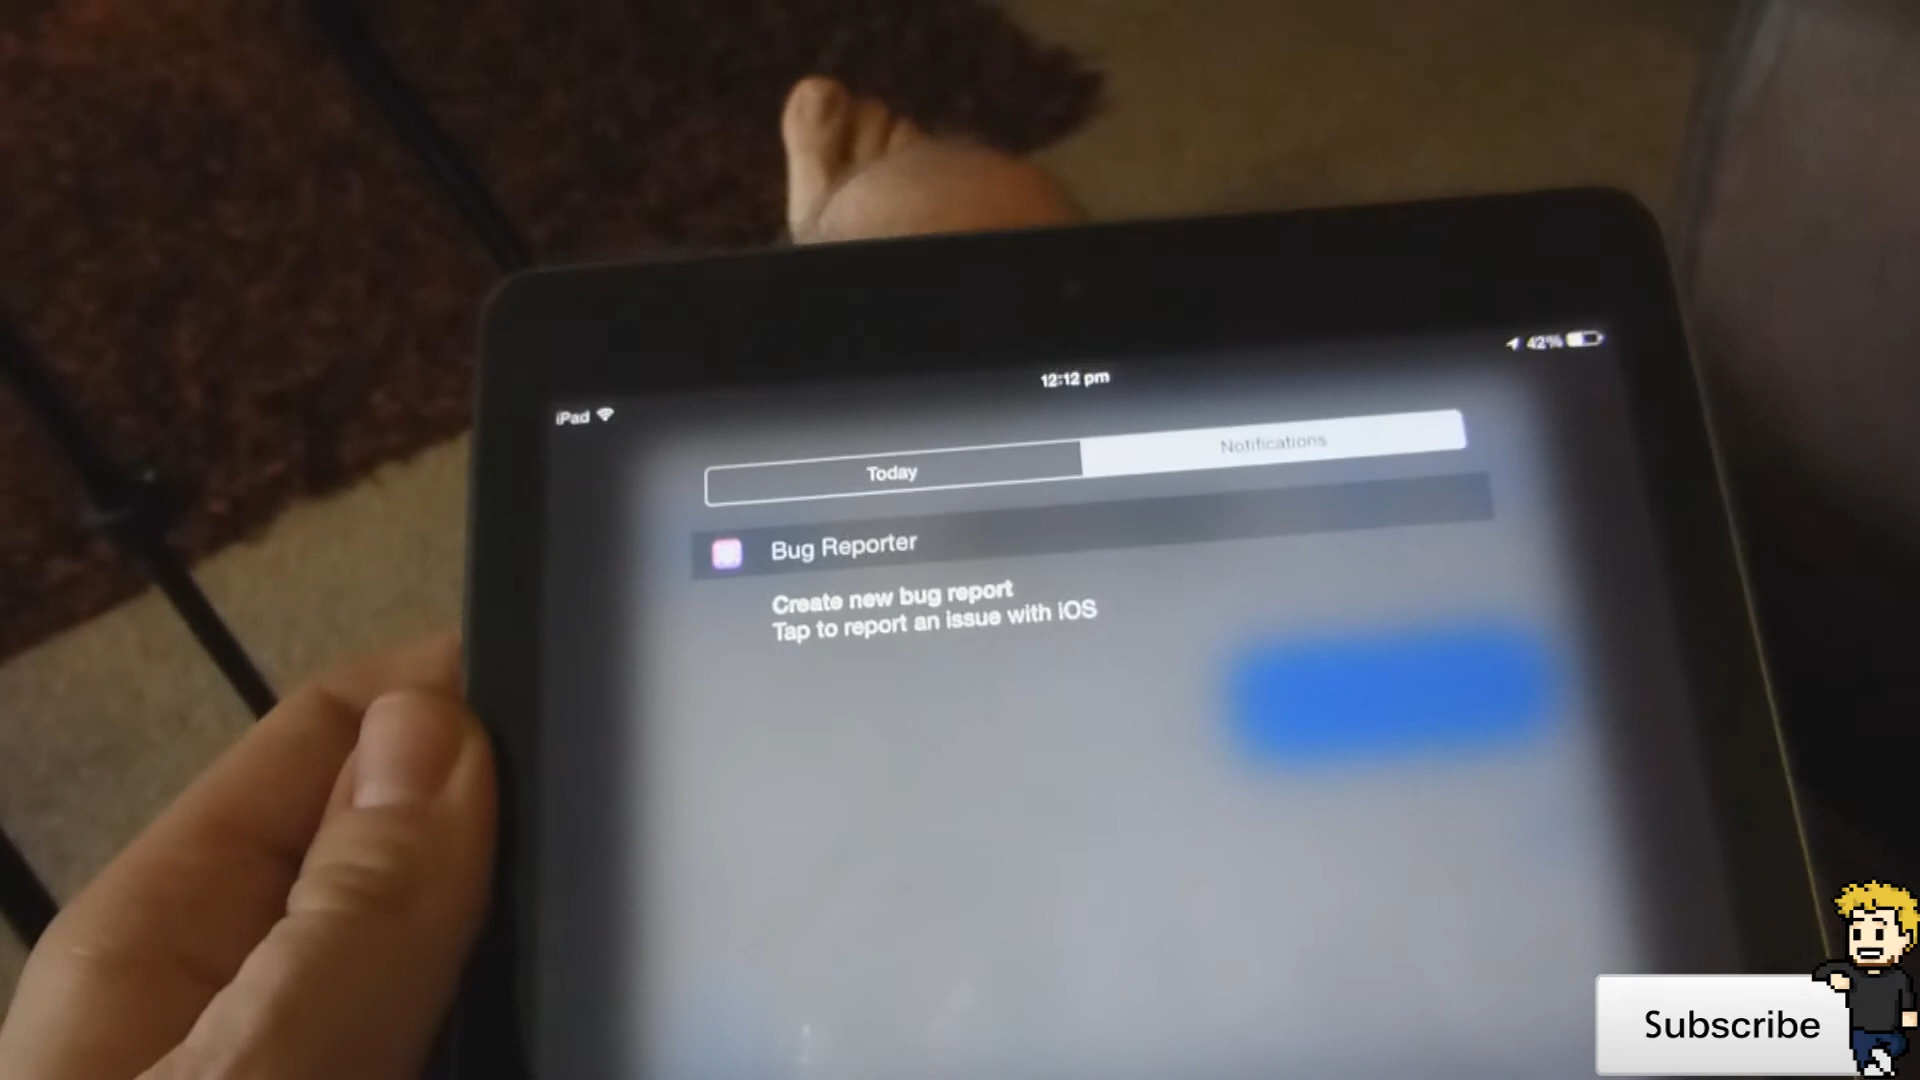 iPad
12:12 pm
42%
Today
Notifications
Bug Reporter
Create new bug report
Tap to report an issue with iOS
Subscribe